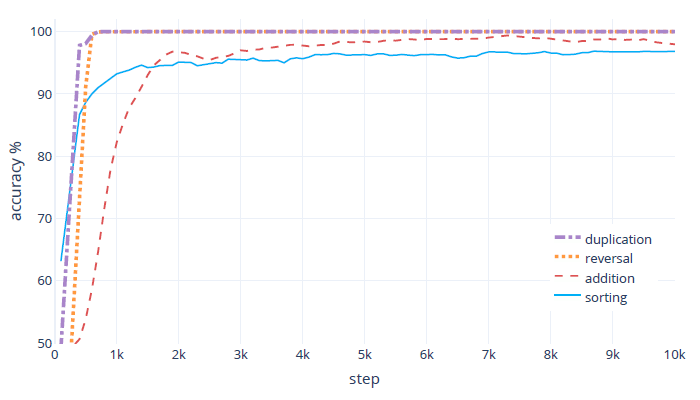 accuracy %
100
90
80
70
60
50
duplication
reversal
addition
sorting
0
1k
2k
3k
4k
5k
6k
7k
8k
9k
10k
step